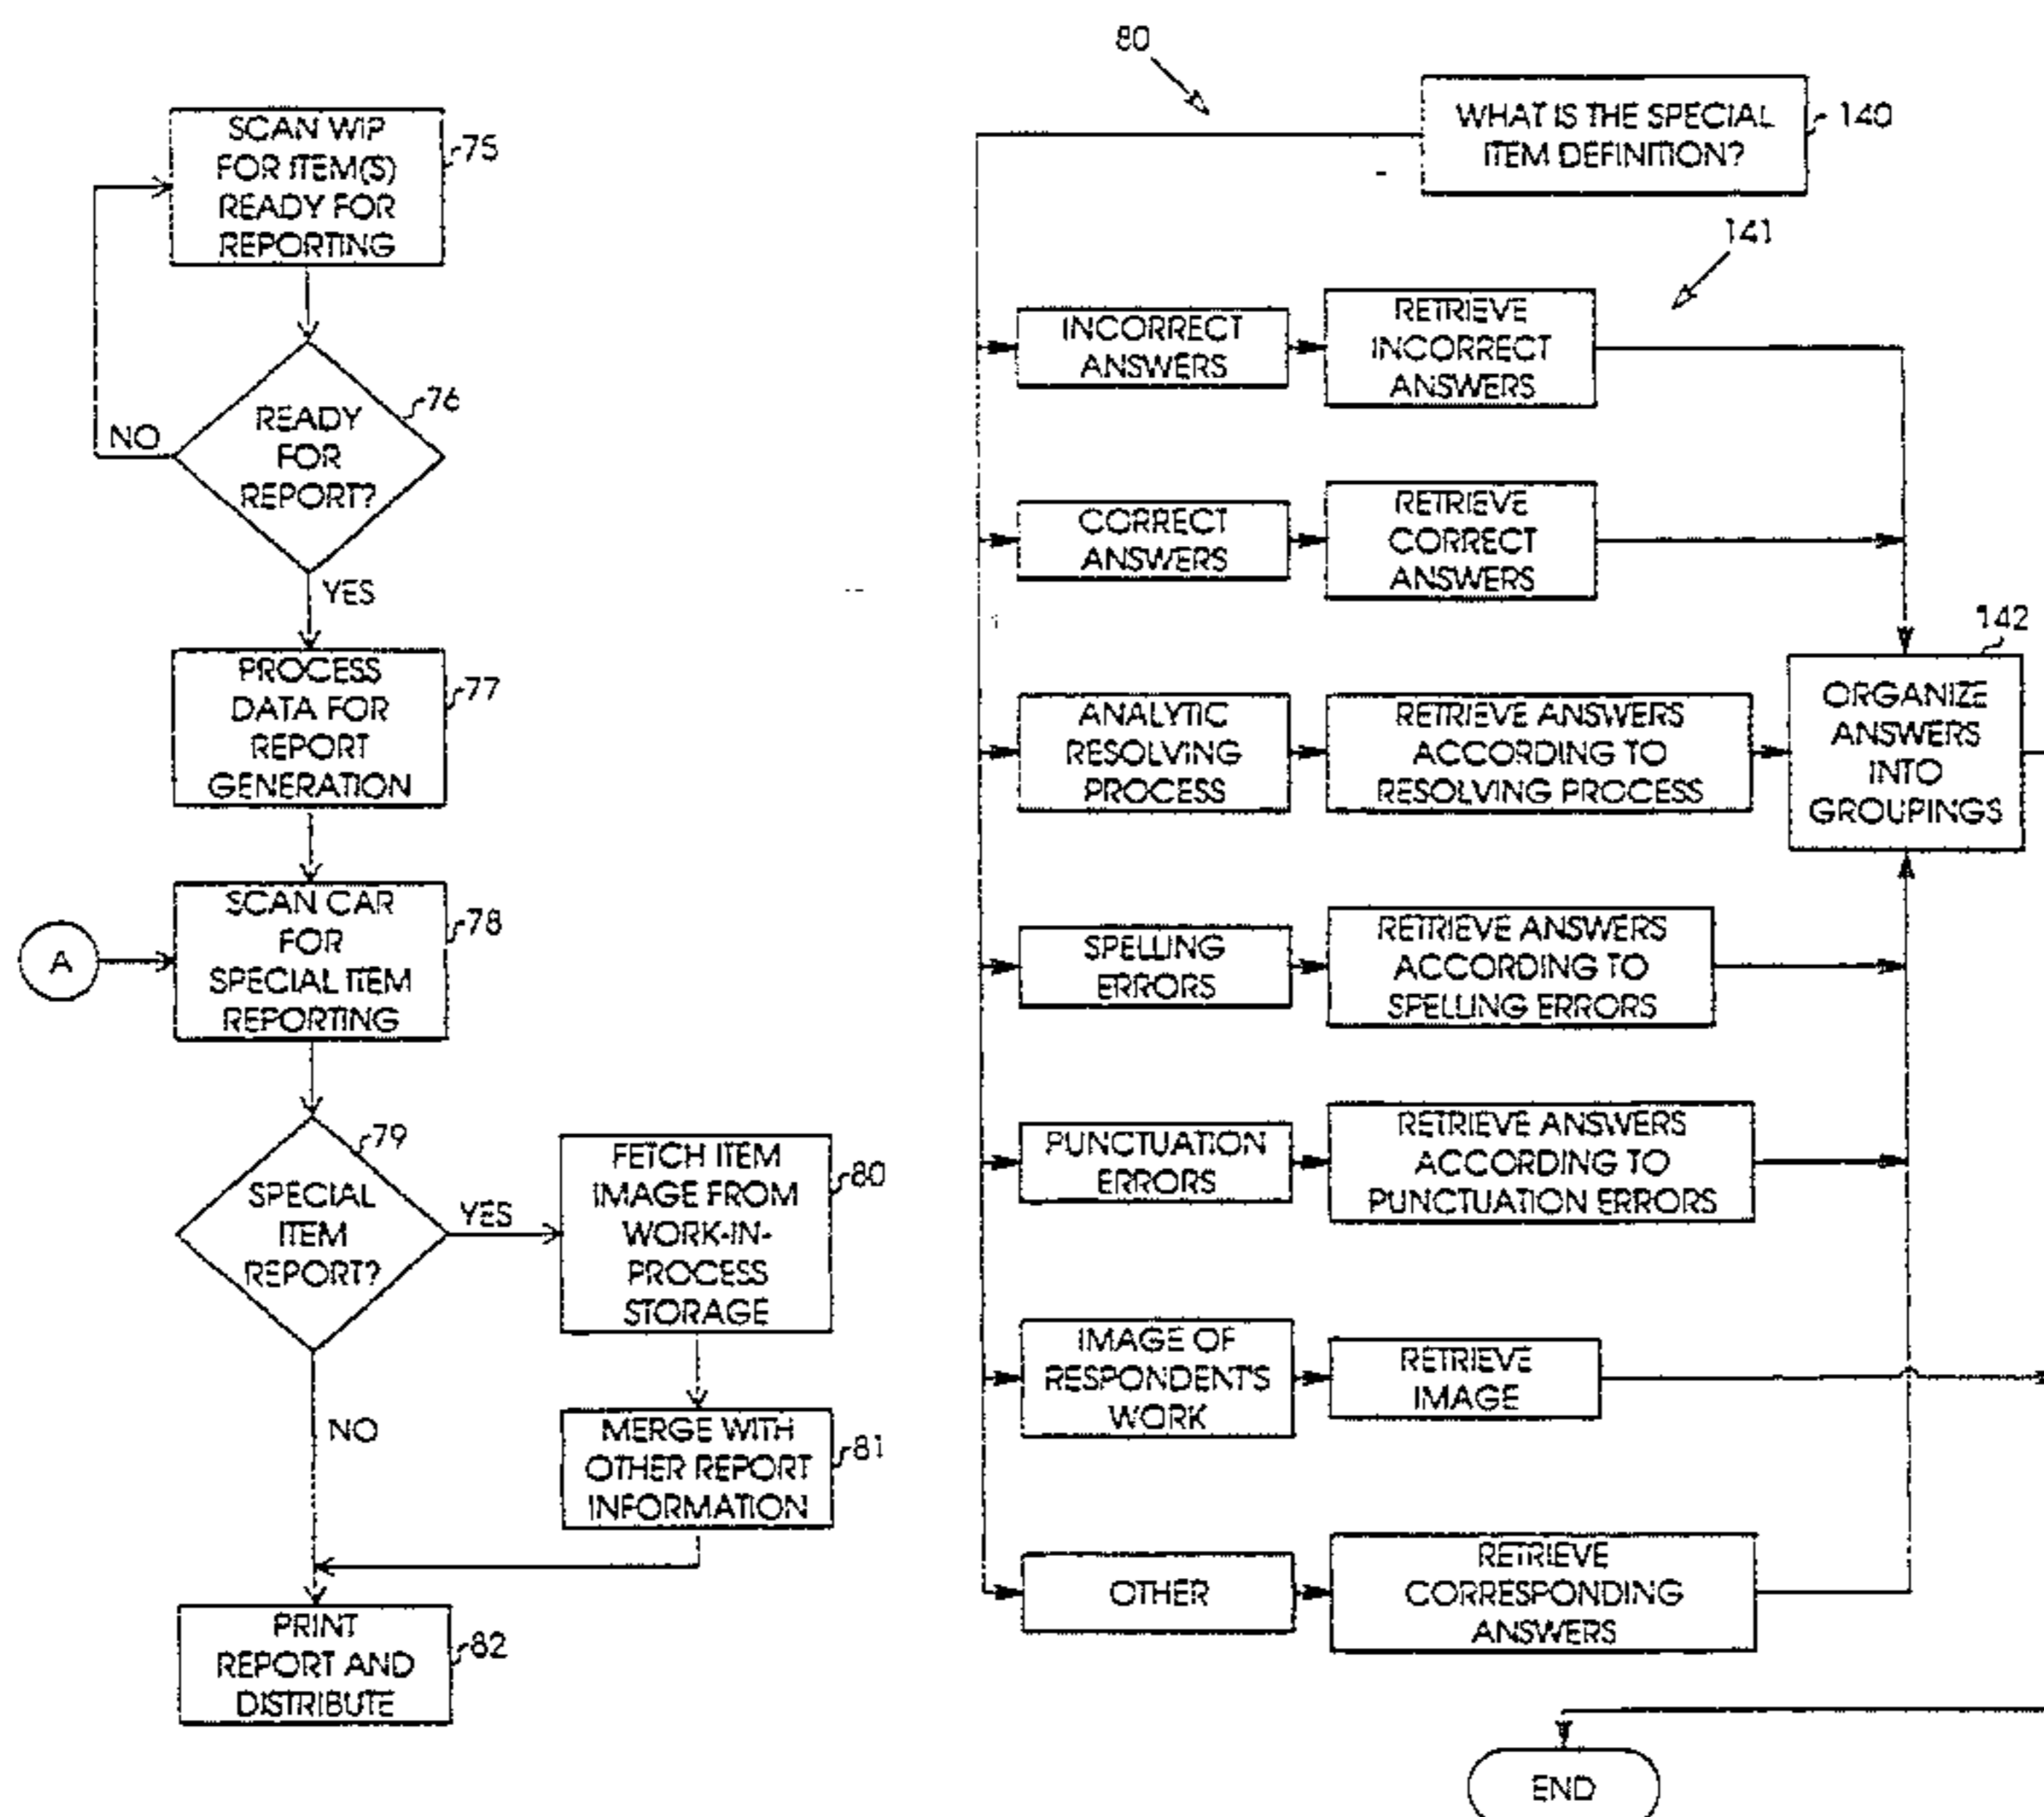 SCAN WIP
FOR ITEM(S)
READY FOR
REPORTING
75
READY
FOR
REPORT?
76
NO
YES
PROCESS
DATA FOR
REPORT
GENERATION
77
A
SCAN CAR
FOR
SPECIAL ITEM
REPORTING
78
SPECIAL
ITEM
REPORT?
79
YES
NO
FETCH ITEM
IMAGE FROM
WORK-IN-
PROCESS
STORAGE
80
MERGE WITH
OTHER REPORT
INFORMATION
81
PRINT
REPORT AND
DISTRIBUTE
82
80
WHAT IS THE SPECIAL
ITEM DEFINITION?
140
141
INCORRECT
ANSWERS
RETRIEVE
INCORRECT
ANSWERS
CORRECT
ANSWERS
RETRIEVE
CORRECT
ANSWERS
ANALYTIC
RESOLVING
PROCESS
RETRIEVE ANSWERS
ACCORDING TO
RESOLVING PROCESS
142
ORGANIZE
ANSWERS
INTO
GROUPINGS
SPELLING
ERRORS
RETRIEVE ANSWERS
ACCORDING TO
SPELLING ERRORS
PUNCTUATION
ERRORS
RETRIEVE ANSWERS
ACCORDING TO
PUNCTUATION ERRORS
IMAGE OF
RESPONDENT'S
WORK
RETRIEVE
IMAGE
OTHER
RETRIEVE
CORRESPONDING
ANSWERS
END